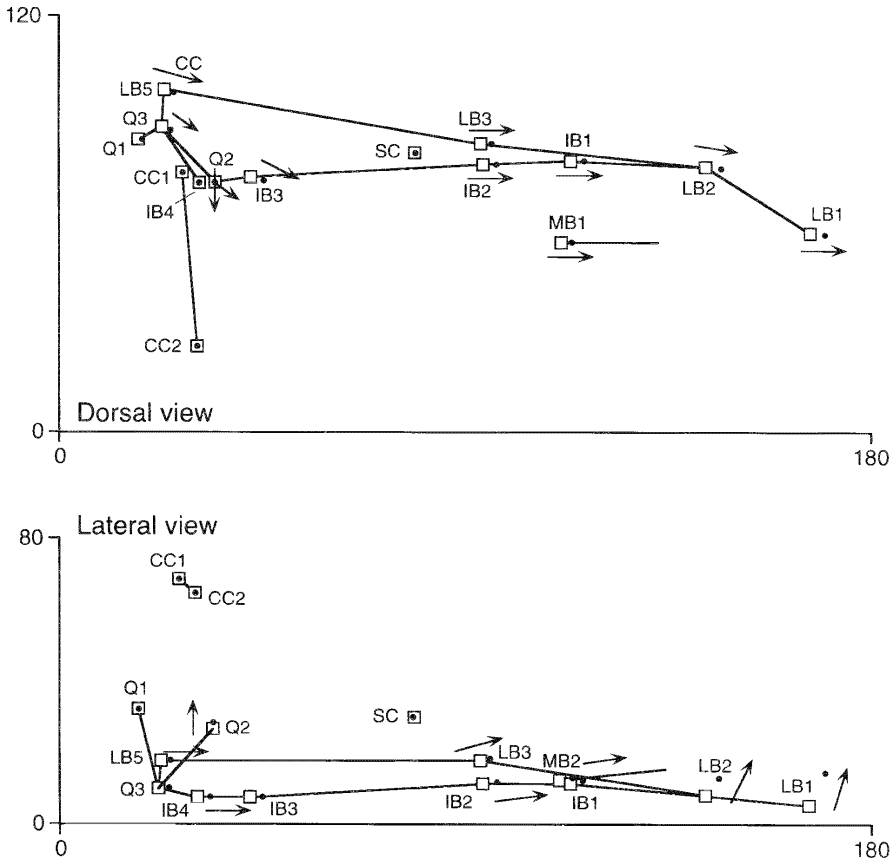 120
CC
LB5
Q3
Q1
LB3
SC
IB1
Q2
CC1
IB4
IB3
IB2
LB2
MB1
LB1
CC2
Dorsal view
0
0
180
Lateral view
80
CC1
CC2
Q1
Q2
SC
LB5
LB3
MB2
LB2
LB1
Q3
IB4
IB3
IB2
IB1
0
0
180